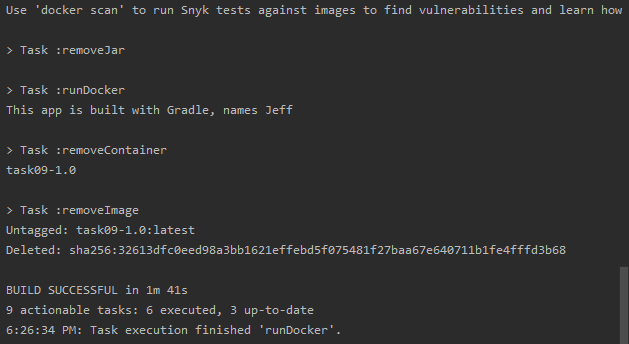 Use 'docker scan' to run Snyk tests against images to find vulnerabilities and learn how
> Task :removeJar
> Task :runDocker
This app is built with Gradle, names Jeff
> Task :removeContainer
task09-1.0
> Task :removeImage
Untagged: task09-1.0:latest
Deleted: sha256:32613dfc0eed98a3bb1621effebd5f075481f27baa67e640711b1fe4fffd3b68
BUILD SUCCESSFUL in 1m 41s
9 actionable tasks: 6 executed, 3 up-to-date
6:26:34 PM: Task execution finished 'runDocker'.